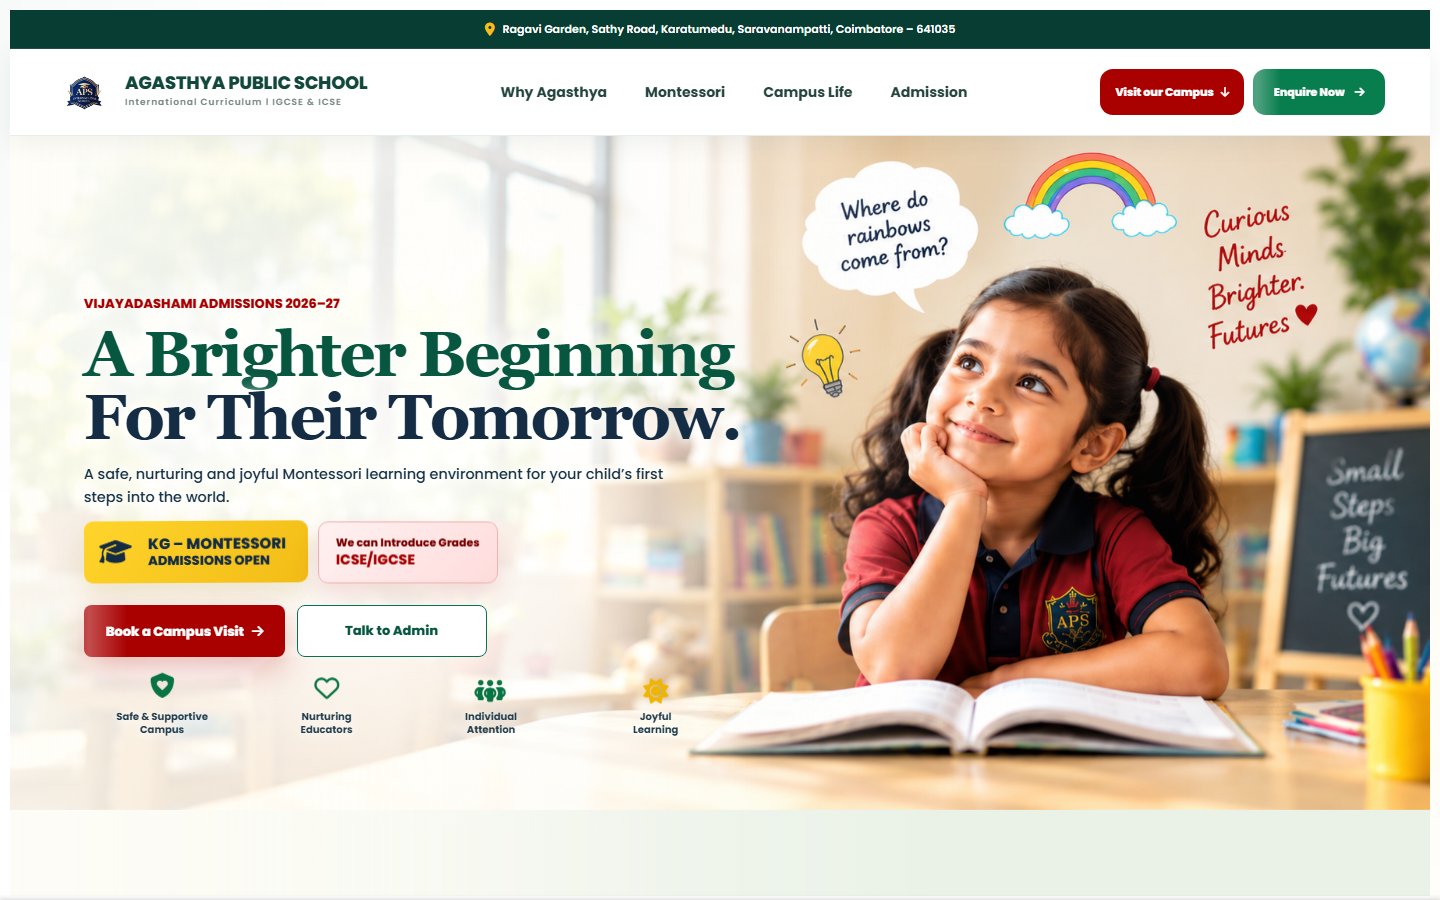 Ragavi Garden, Sathy Road, Karatumedu, Saravanampatti, Coimbatore – 641035
APS
AGASTHYA PUBLIC SCHOOL
International Curriculum I IGCSE & ICSE
Why Agasthya
Montessori
Campus Life
Admission
Visit our Campus ↓
Enquire Now →
Where do
rainbows
come from?
Curious
Minds
Brighter.
Futures
VIJAYADASHAMI ADMISSIONS 2026–27
A Brighter Beginning
For Their Tomorrow.
A safe, nurturing and joyful Montessori learning environment for your child’s first
steps into the world.
KG – MONTESSORI
ADMISSIONS OPEN
We can Introduce Grades
ICSE/IGCSE
Book a Campus Visit →
Talk to Admin
Safe & Supportive
Campus
Nurturing
Educators
Individual
Attention
Joyful
Learning
APS
Small
Steps
Big
Futures